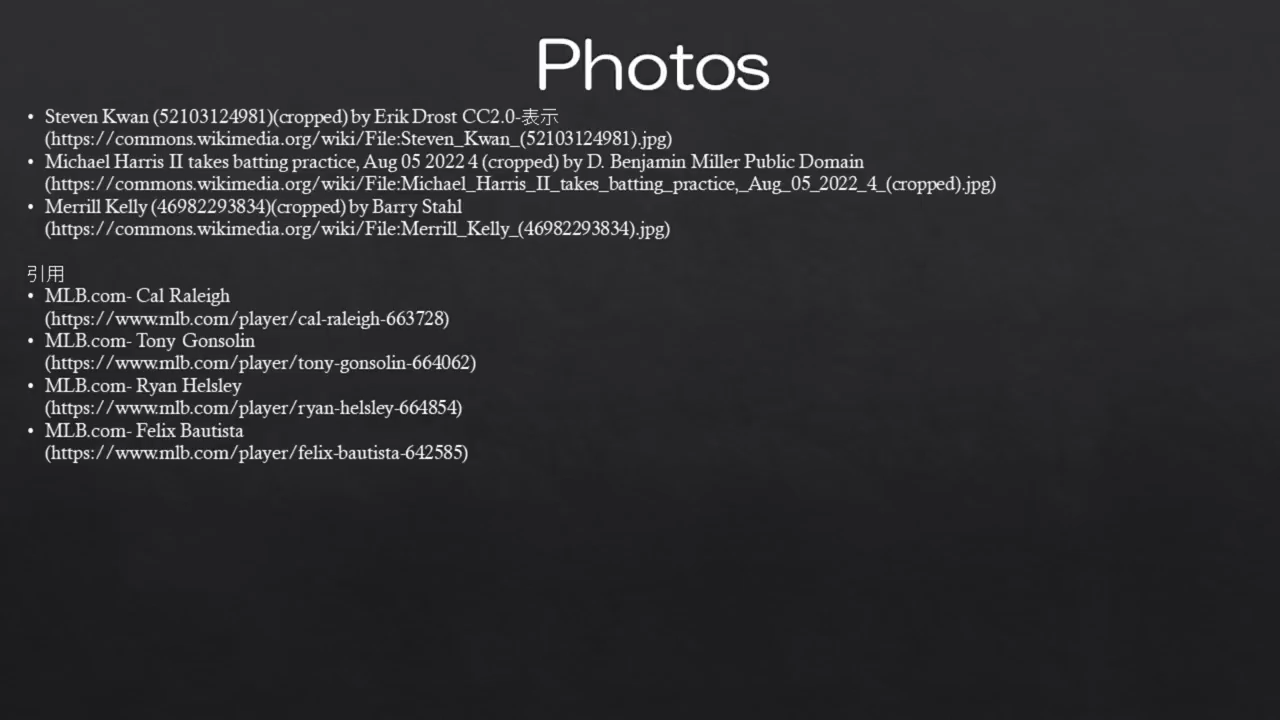 Photos
• Steven Kwan (52103124981)(cropped) by Erik Drost CC2.0-表示
(https://commons.wikimedia.org/wiki/File:Steven_Kwan_(52103124981).jpg)
• Michael Harris II takes batting practice, Aug 05 2022 4 (cropped) by D. Benjamin Miller Public Domain
(https://commons.wikimedia.org/wiki/File:Michael_Harris_II_takes_batting_practice,_Aug_05_2022_4_(cropped).jpg)
• Merrill Kelly (46982293834)(cropped) by Barry Stahl
(https://commons.wikimedia.org/wiki/File:Merrill_Kelly_(46982293834).jpg)
引用
• MLB.com- Cal Raleigh
(https://www.mlb.com/player/cal-raleigh-663728)
• MLB.com- Tony Gonsolin
(https://www.mlb.com/player/tony-gonsolin-664062)
• MLB.com- Ryan Helsley
(https://www.mlb.com/player/ryan-helsley-664854)
• MLB.com- Felix Bautista
(https://www.mlb.com/player/felix-bautista-642585)